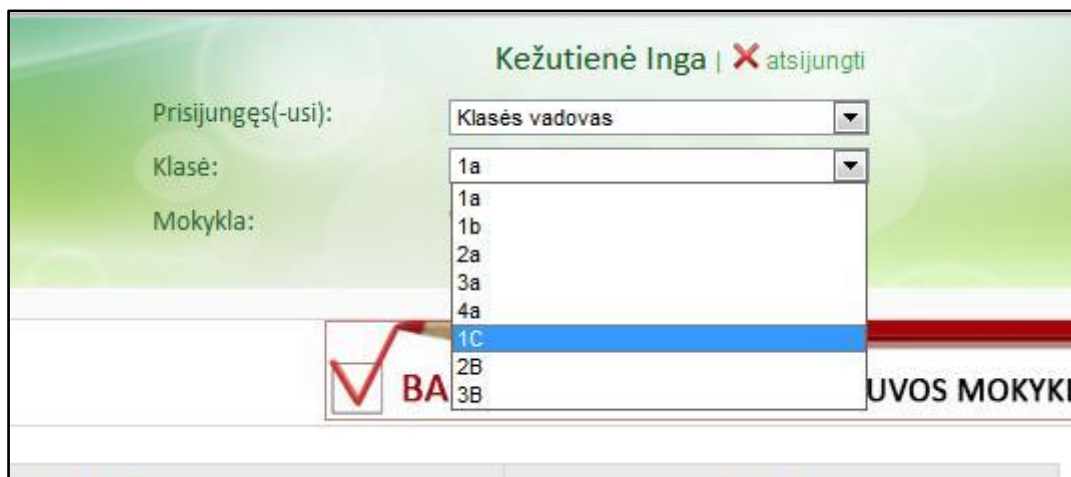 Kežutienė Inga | atsijungti
Prisijungęs(-usi): Klasės vadovas
Klasė: 1a
1a
1b
Mokykla:
2a
3a
4a
1C
2B
3B
BA
UVOS MOKYKL